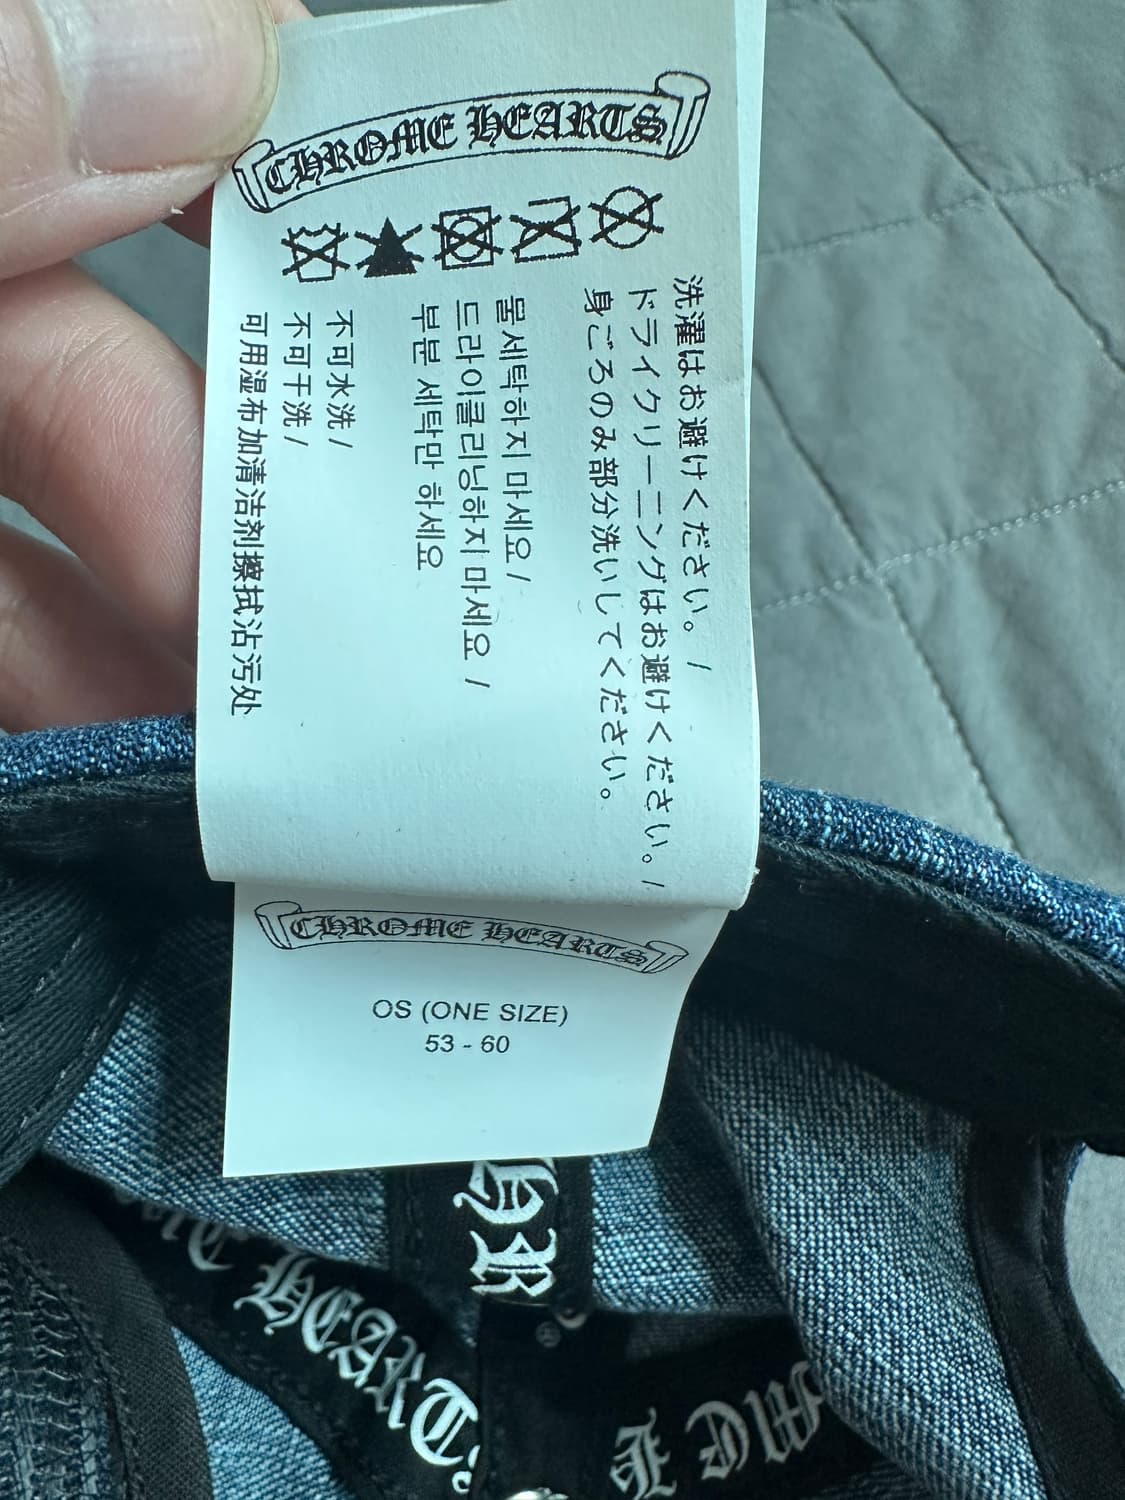 CHROME HEARTS
洗濯はお避けください。 /
ドライクリーニングはお避けください。 /
身ごろのみ部分洗いしてください。
물세탁하지 마세요 /
드라이클리닝하지 마세요 /
부분 세탁만 하세요
不可水洗 /
不可干洗 /
可用湿布加清洁剂擦拭沾污处
CHROME HEARTS
OS (ONE SIZE)
53 - 60
HR
ME HEARTS
ME
®